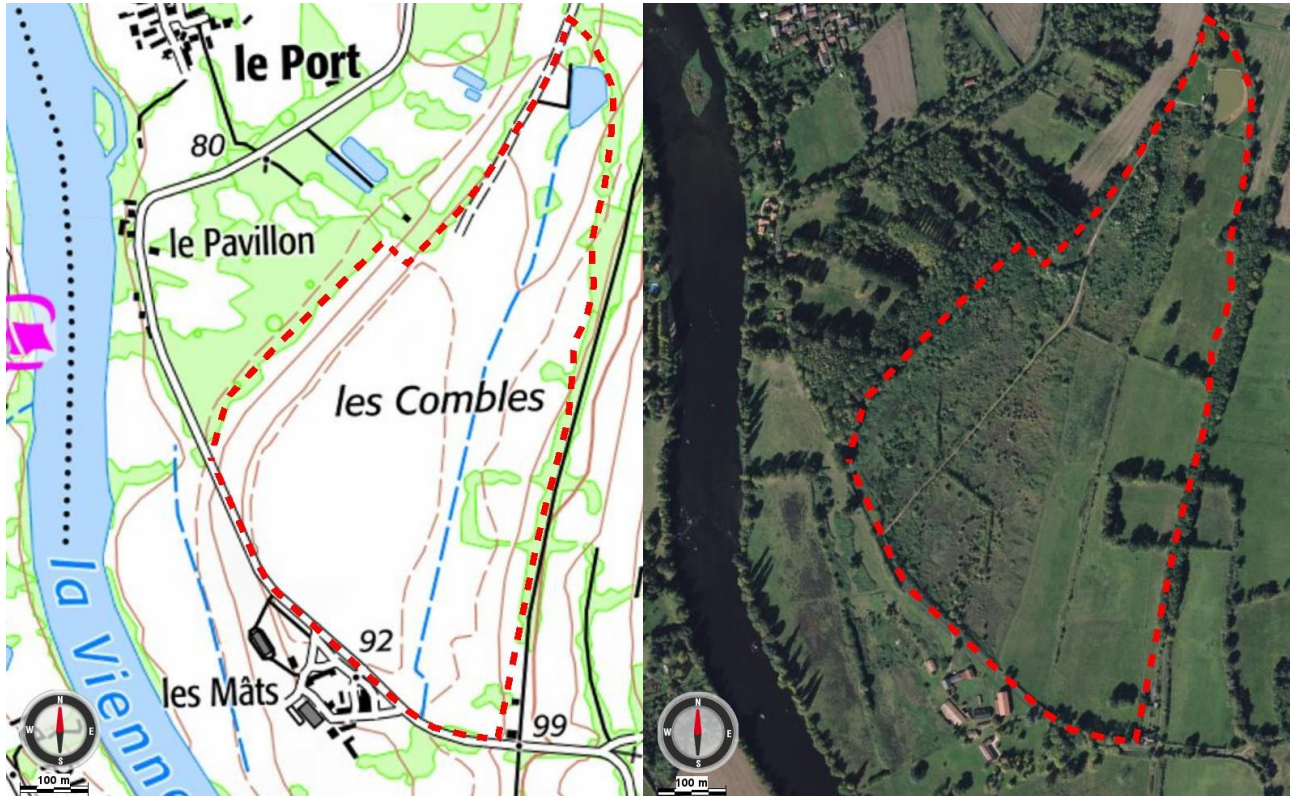 le Port
80
le Pavillon
les Combles
la Vienne
92
les Mâts
99
N
W E
S
100 m
N
W E
S
100 m